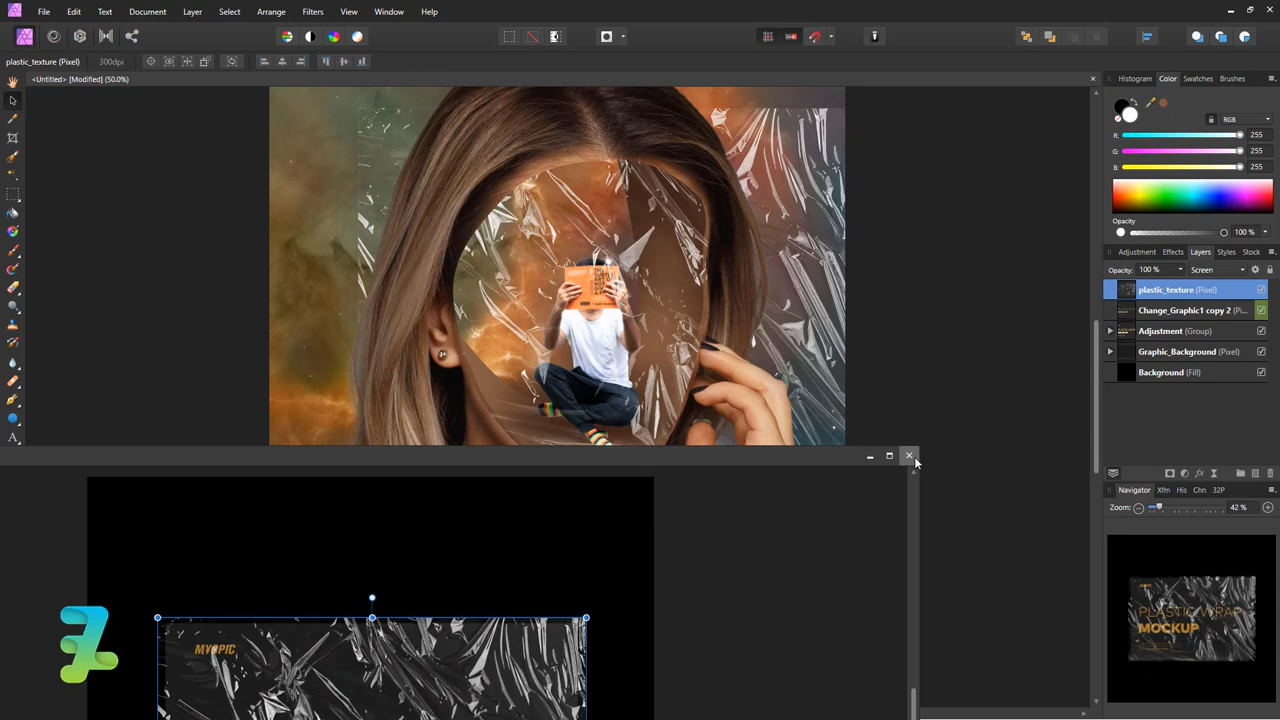 File Edit Text Document Layer Select Arrange Filters View Window Help
plastic_texture (Pixel) 300dpi
<Untitled> [Modified] (50.0%)
Histogram Color Swatches Brushes
RGB
R: 255
G: 255
B: 255
Opacity
100 %
Adjustment Effects Layers Styles Stock
Opacity: 100 % Screen
plastic_texture (Pixel)
Change_Graphic1 copy 2 (Pi...
Adjustment (Group)
Graphic_Background (Pixel)
Background (Fill)
Navigator Xfm His Chn 32P
Zoom: 42 %
PLASTIC WRAP
MOCKUP
MYOPIC
A